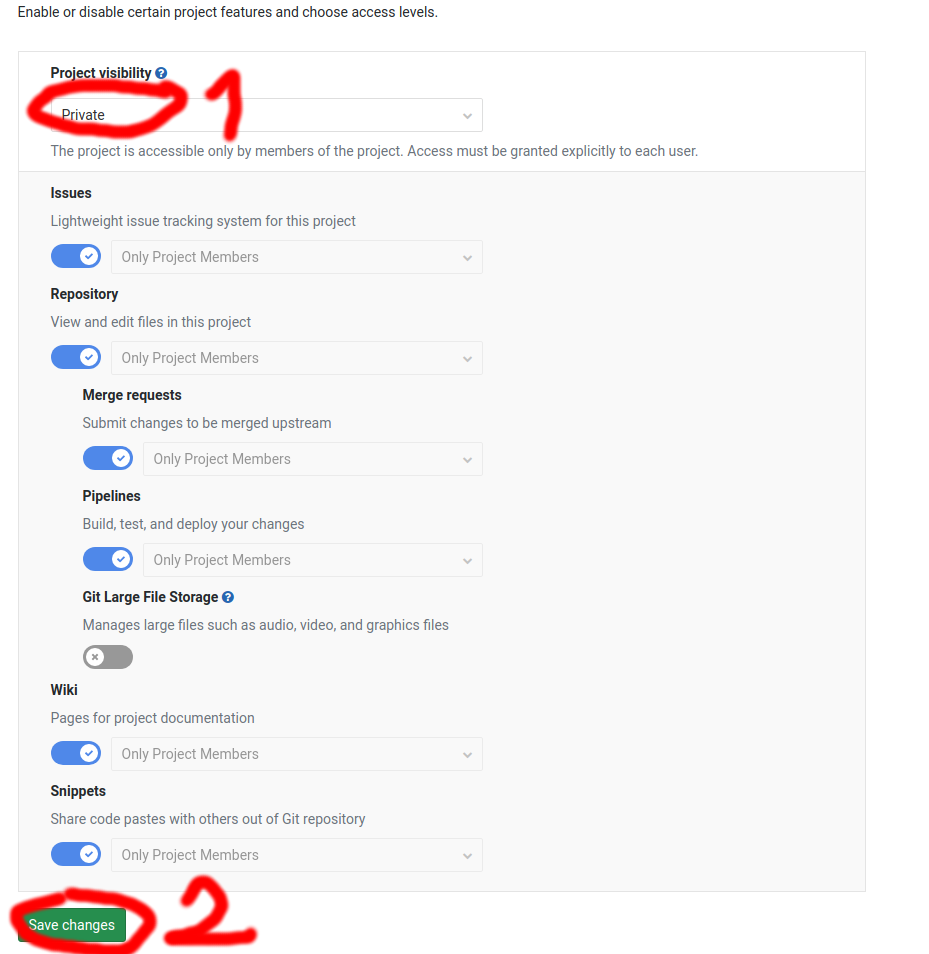 Enable or disable certain project features and choose access levels.
Project visibility ?
1
Private
The project is accessible only by members of the project. Access must be granted explicitly to each user.
Issues
Lightweight issue tracking system for this project
Only Project Members
Repository
View and edit files in this project
Only Project Members
Merge requests
Submit changes to be merged upstream
Only Project Members
Pipelines
Build, test, and deploy your changes
Only Project Members
Git Large File Storage ?
Manages large files such as audio, video, and graphics files
Wiki
Pages for project documentation
Only Project Members
Snippets
Share code pastes with others out of Git repository
Only Project Members
Save changes
2